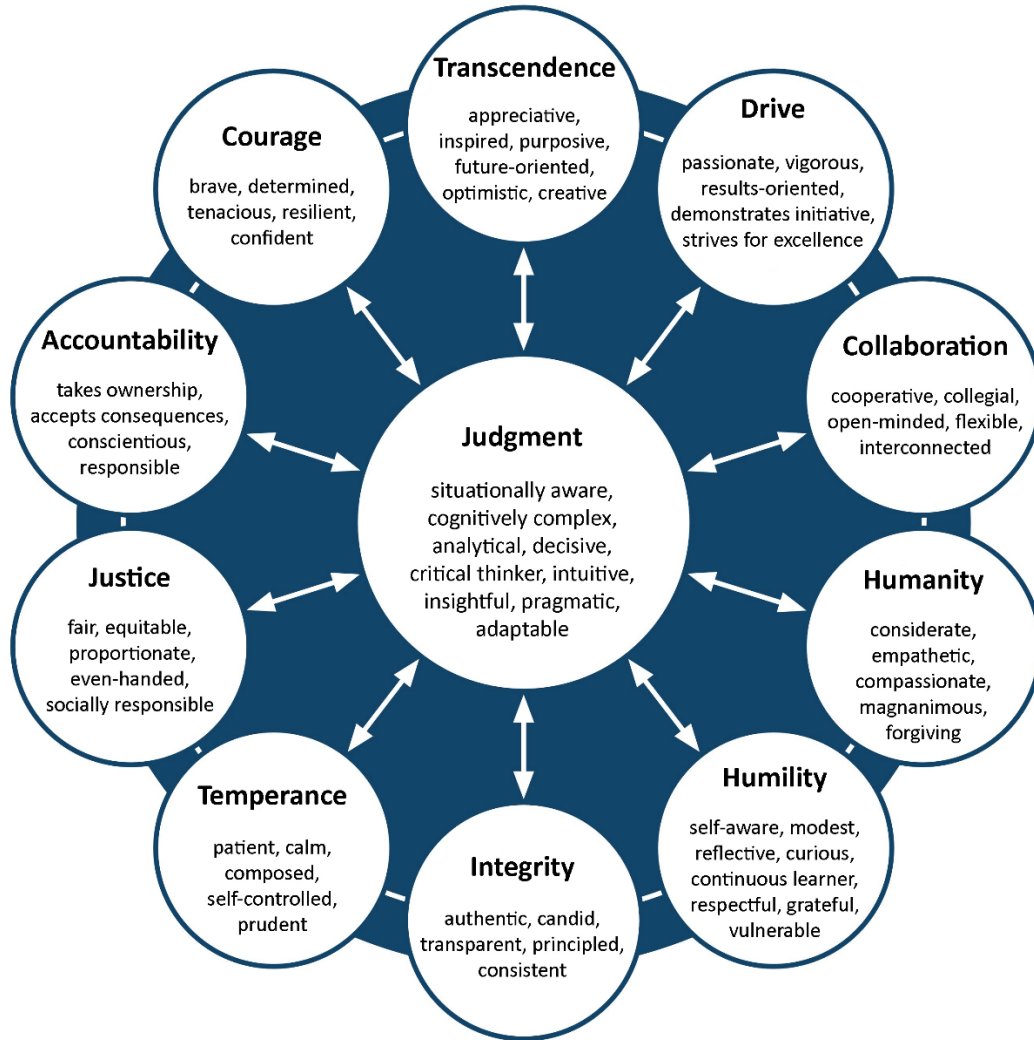 Transcendence
appreciative,
inspired, purposive,
future-oriented,
optimistic, creative
Drive
passionate, vigorous,
results-oriented,
demonstrates initiative,
strives for excellence
Collaboration
cooperative, collegial,
open-minded, flexible,
interconnected
Humanity
considerate,
empathetic,
compassionate,
magnanimous,
forgiving
Humility
self-aware, modest,
reflective, curious,
continuous learner,
respectful, grateful,
vulnerable
Integrity
authentic, candid,
transparent, principled,
consistent
Temperance
patient, calm,
composed,
self-controlled,
prudent
Justice
fair, equitable,
proportionate,
even-handed,
socially responsible
Accountability
takes ownership,
accepts consequences,
conscientious,
responsible
Courage
brave, determined,
tenacious, resilient,
confident
Judgment
situationally aware,
cognitively complex,
analytical, decisive,
critical thinker, intuitive,
insightful, pragmatic,
adaptable